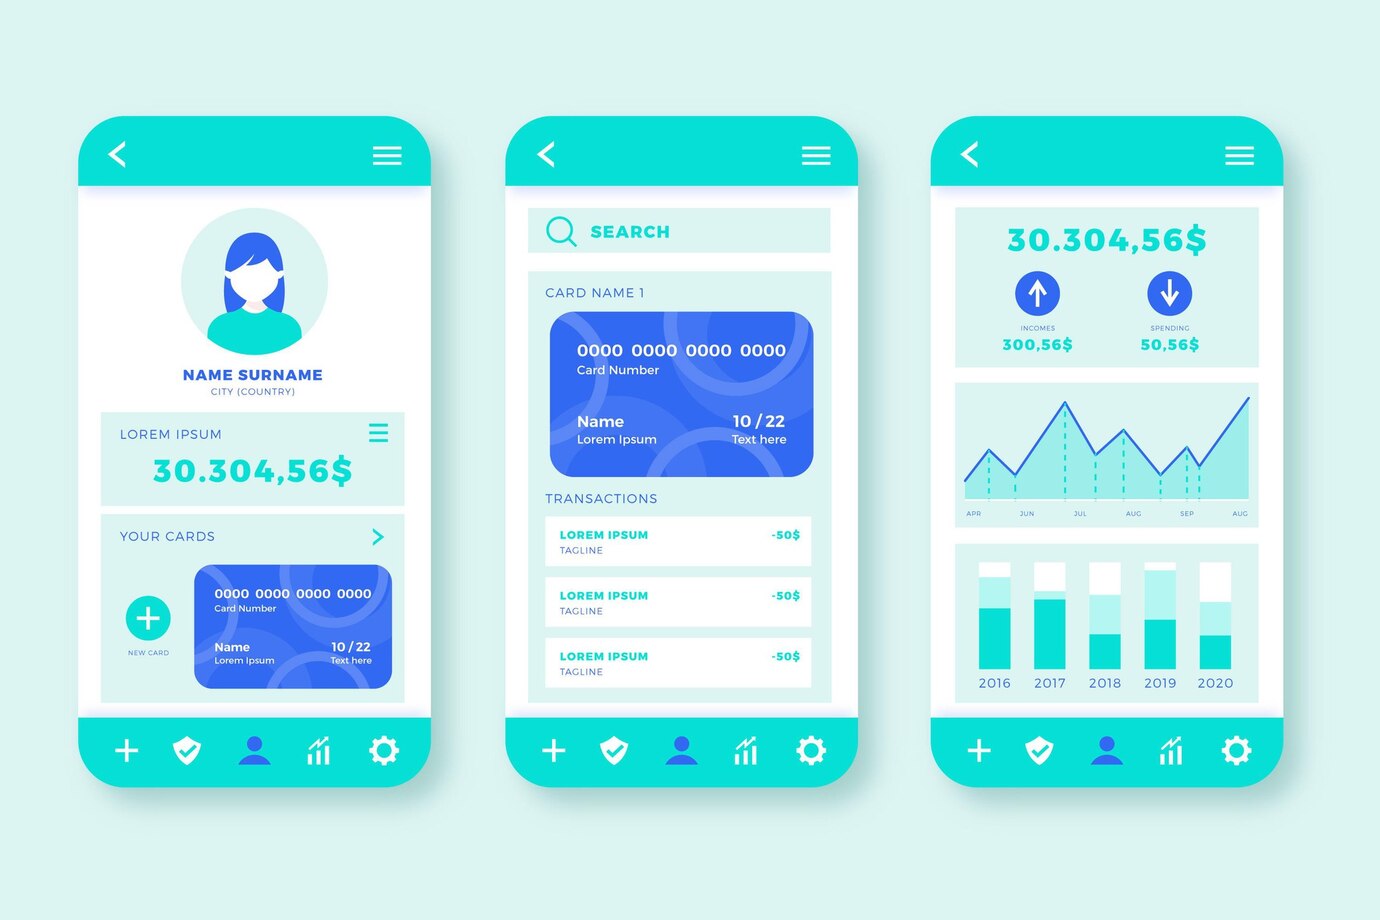 NAME SURNAME
CITY (COUNTRY)
LOREM IPSUM
30.304,56$
YOUR CARDS
NEW CARD
0000 0000 0000 0000
Card Number
Name 10 / 22
Lorem Ipsum Text here
SEARCH
CARD NAME 1
0000 0000 0000 0000
Card Number
Name 10 / 22
Lorem Ipsum Text here
TRANSACTIONS
LOREM IPSUM -50$
TAGLINE
LOREM IPSUM -50$
TAGLINE
LOREM IPSUM -50$
TAGLINE
30.304,56$
INCOMES SPENDING
300,56$ 50,56$
APR JUN JUL AUG SEP AUG
2016 2017 2018 2019 2020